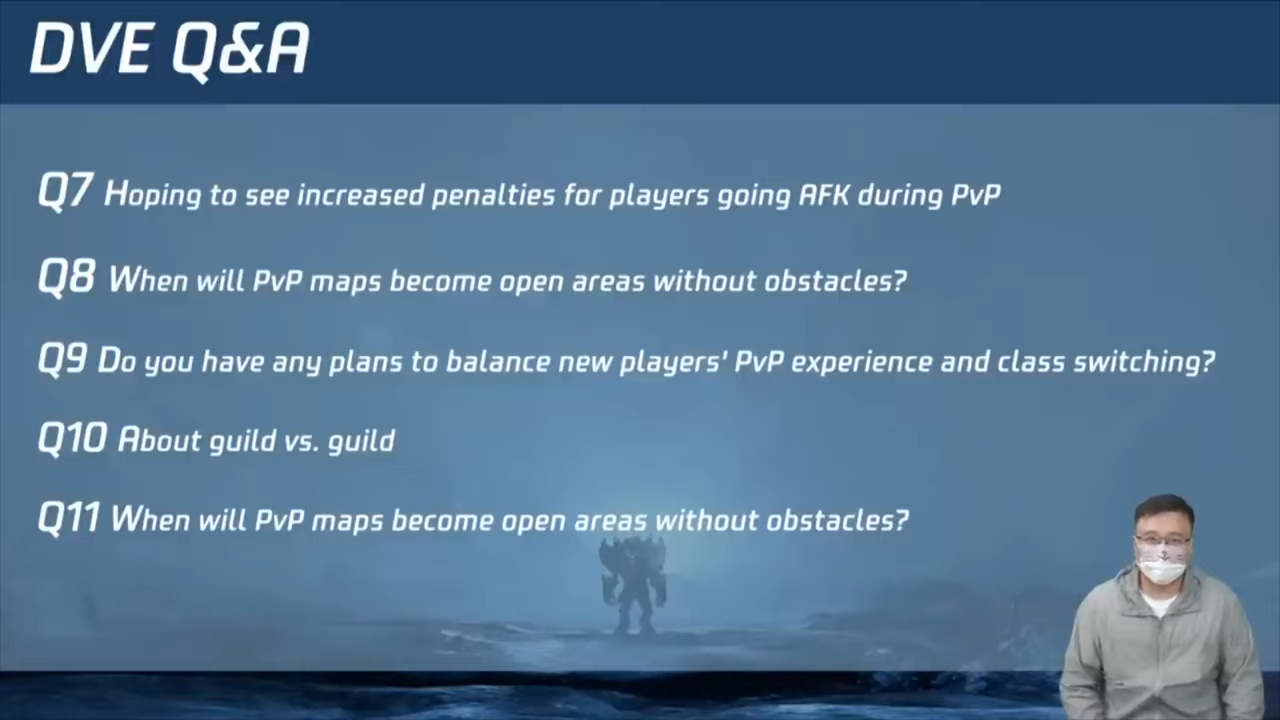 DVE Q&A
Q7 Hoping to see increased penalties for players going AFK during PvP
Q8 When will PvP maps become open areas without obstacles?
Q9 Do you have any plans to balance new players' PvP experience and class switching?
Q10 About guild vs. guild
Q11 When will PvP maps become open areas without obstacles?